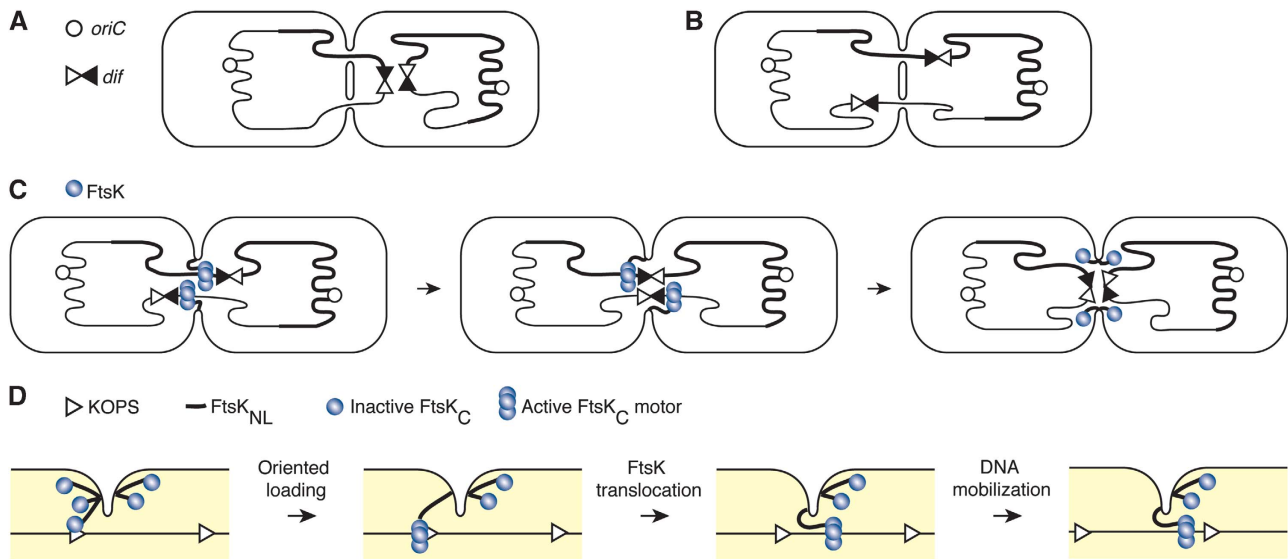 A
oriC
dif
B
C
FtsK
D
KOPS
FtsK NL
Inactive FtsK C
Active FtsK C motor
Oriented
loading
FtsK
translocation
DNA
mobilization